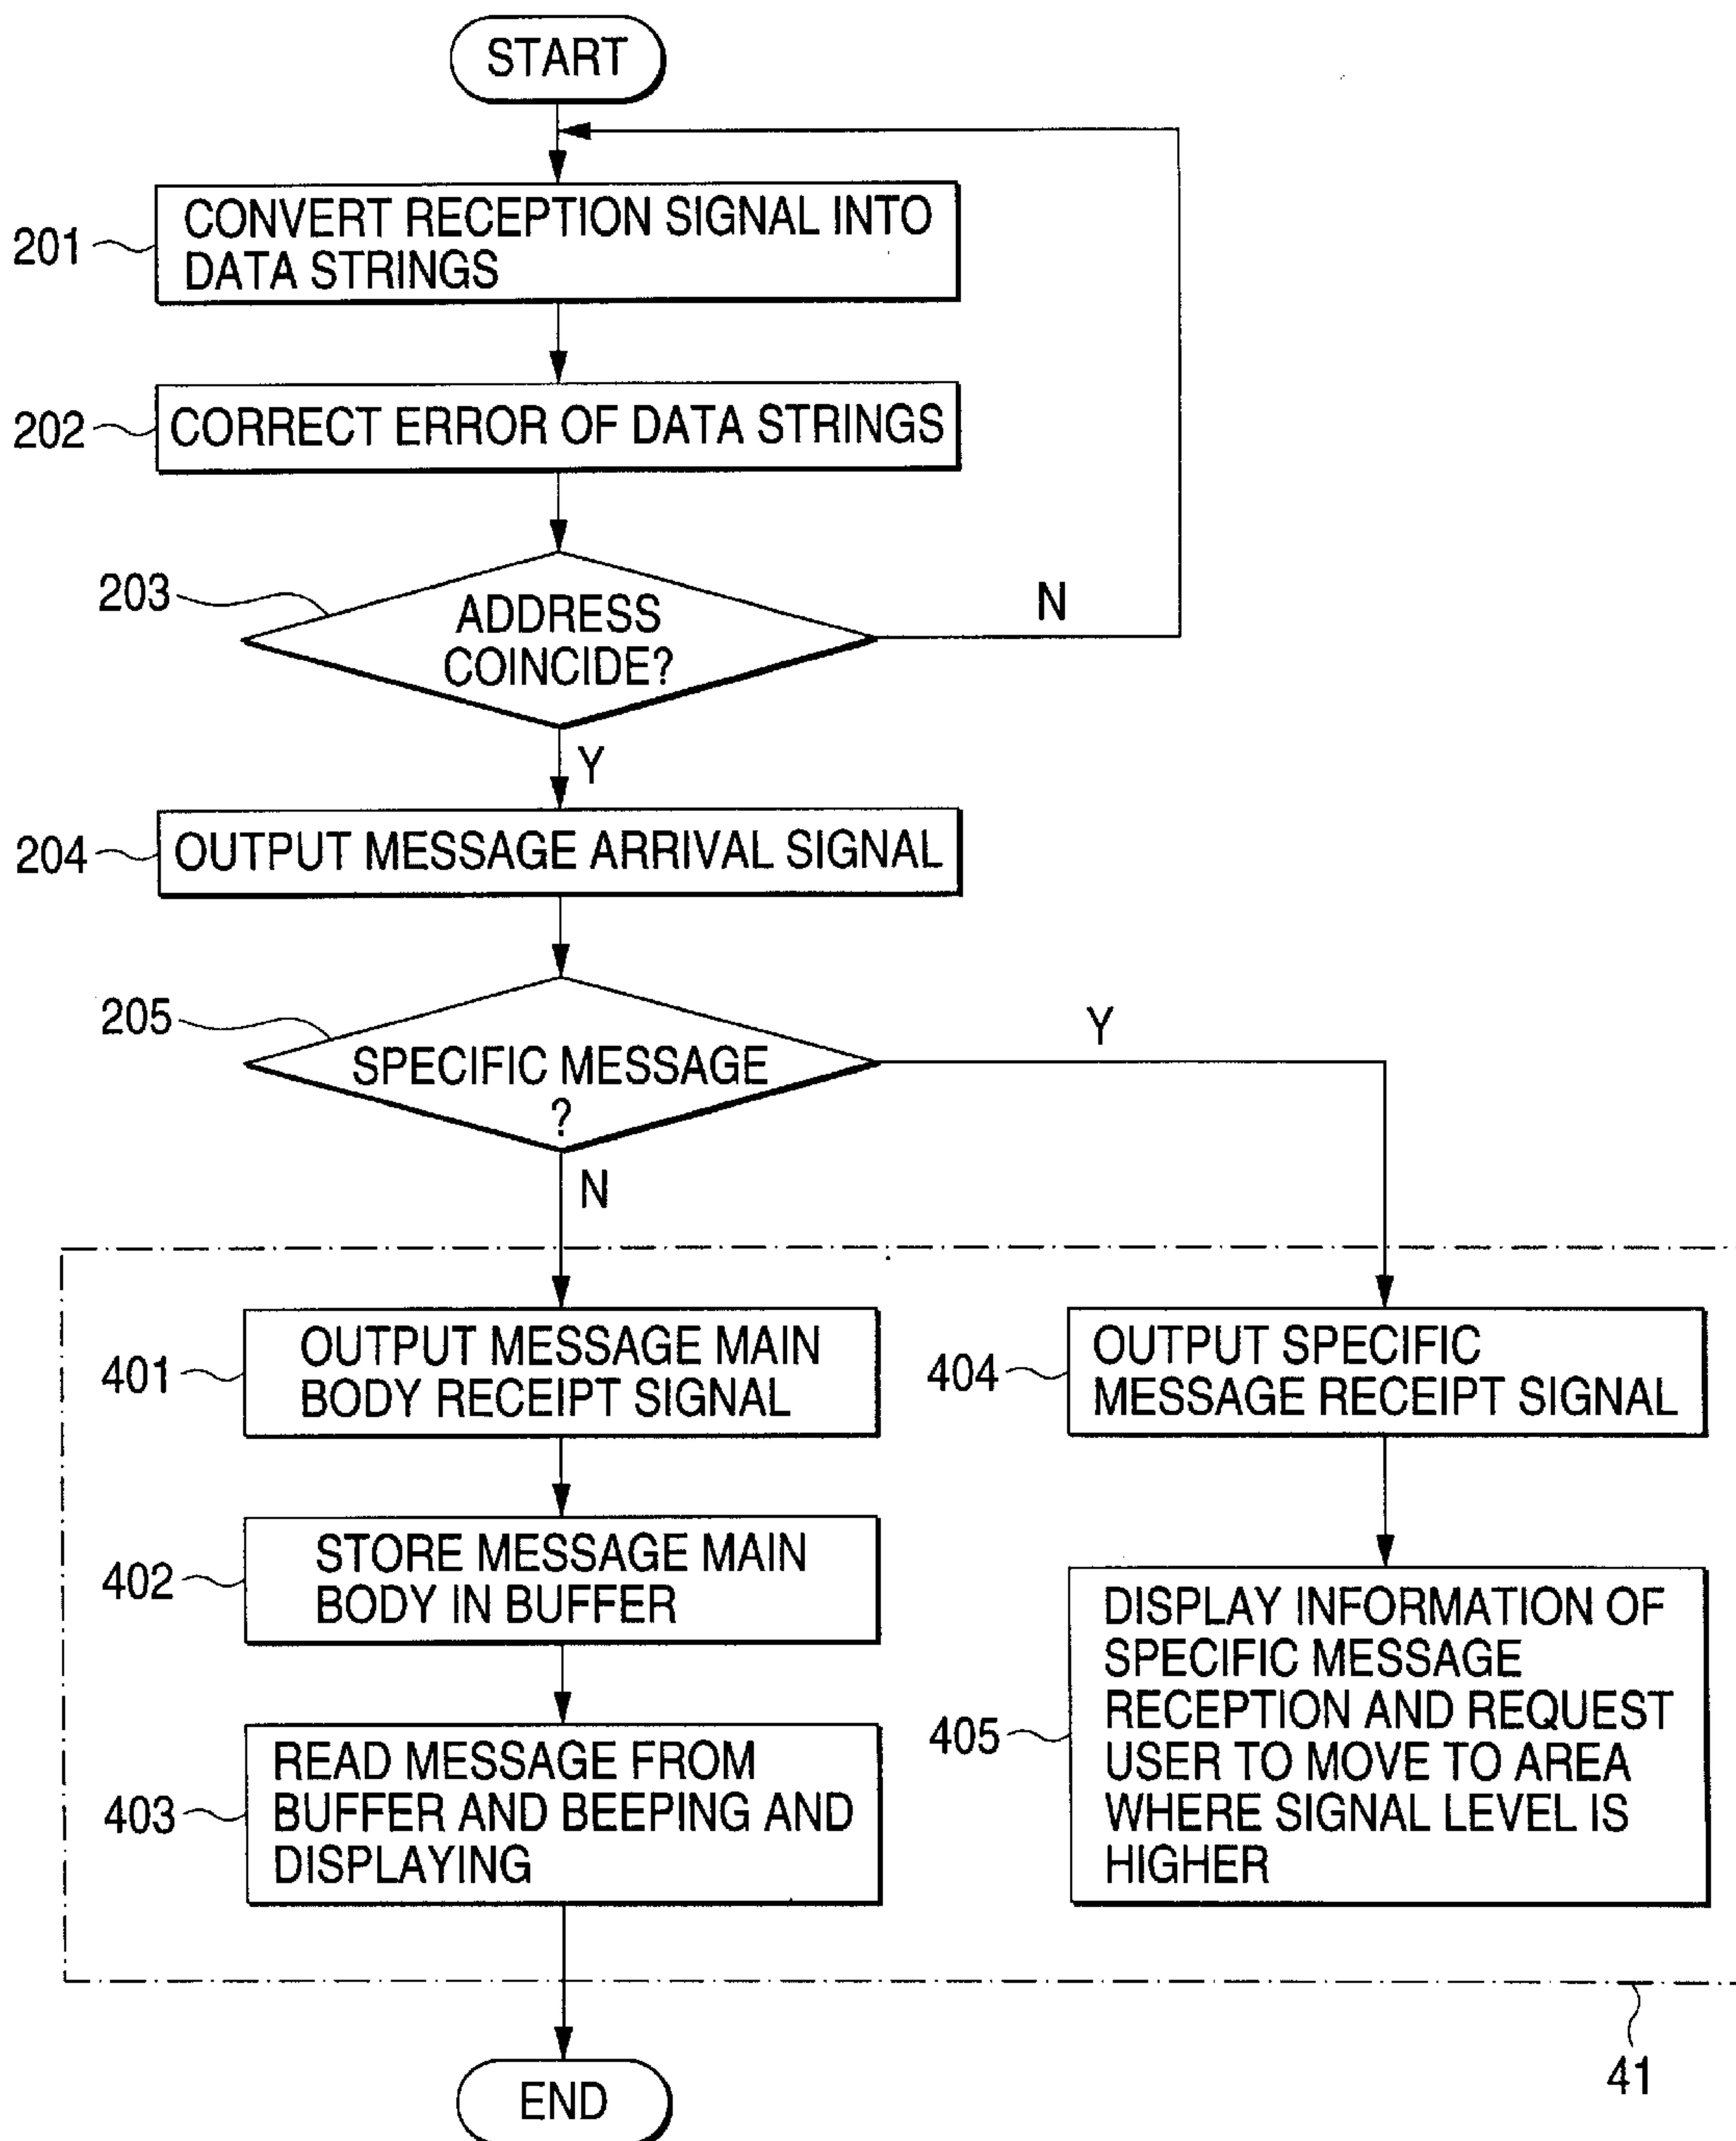 START
201
CONVERT RECEPTION SIGNAL INTO
DATA STRINGS
202
CORRECT ERROR OF DATA STRINGS
203
ADDRESS
COINCIDE?
N
Y
204
OUTPUT MESSAGE ARRIVAL SIGNAL
205
SPECIFIC MESSAGE
?
Y
N
401
OUTPUT MESSAGE MAIN
BODY RECEIPT SIGNAL
404
OUTPUT SPECIFIC
MESSAGE RECEIPT SIGNAL
402
STORE MESSAGE MAIN
BODY IN BUFFER
403
READ MESSAGE FROM
BUFFER AND BEEPING AND
DISPLAYING
405
DISPLAY INFORMATION OF
SPECIFIC MESSAGE
RECEPTION AND REQUEST
USER TO MOVE TO AREA
WHERE SIGNAL LEVEL IS
HIGHER
41
END